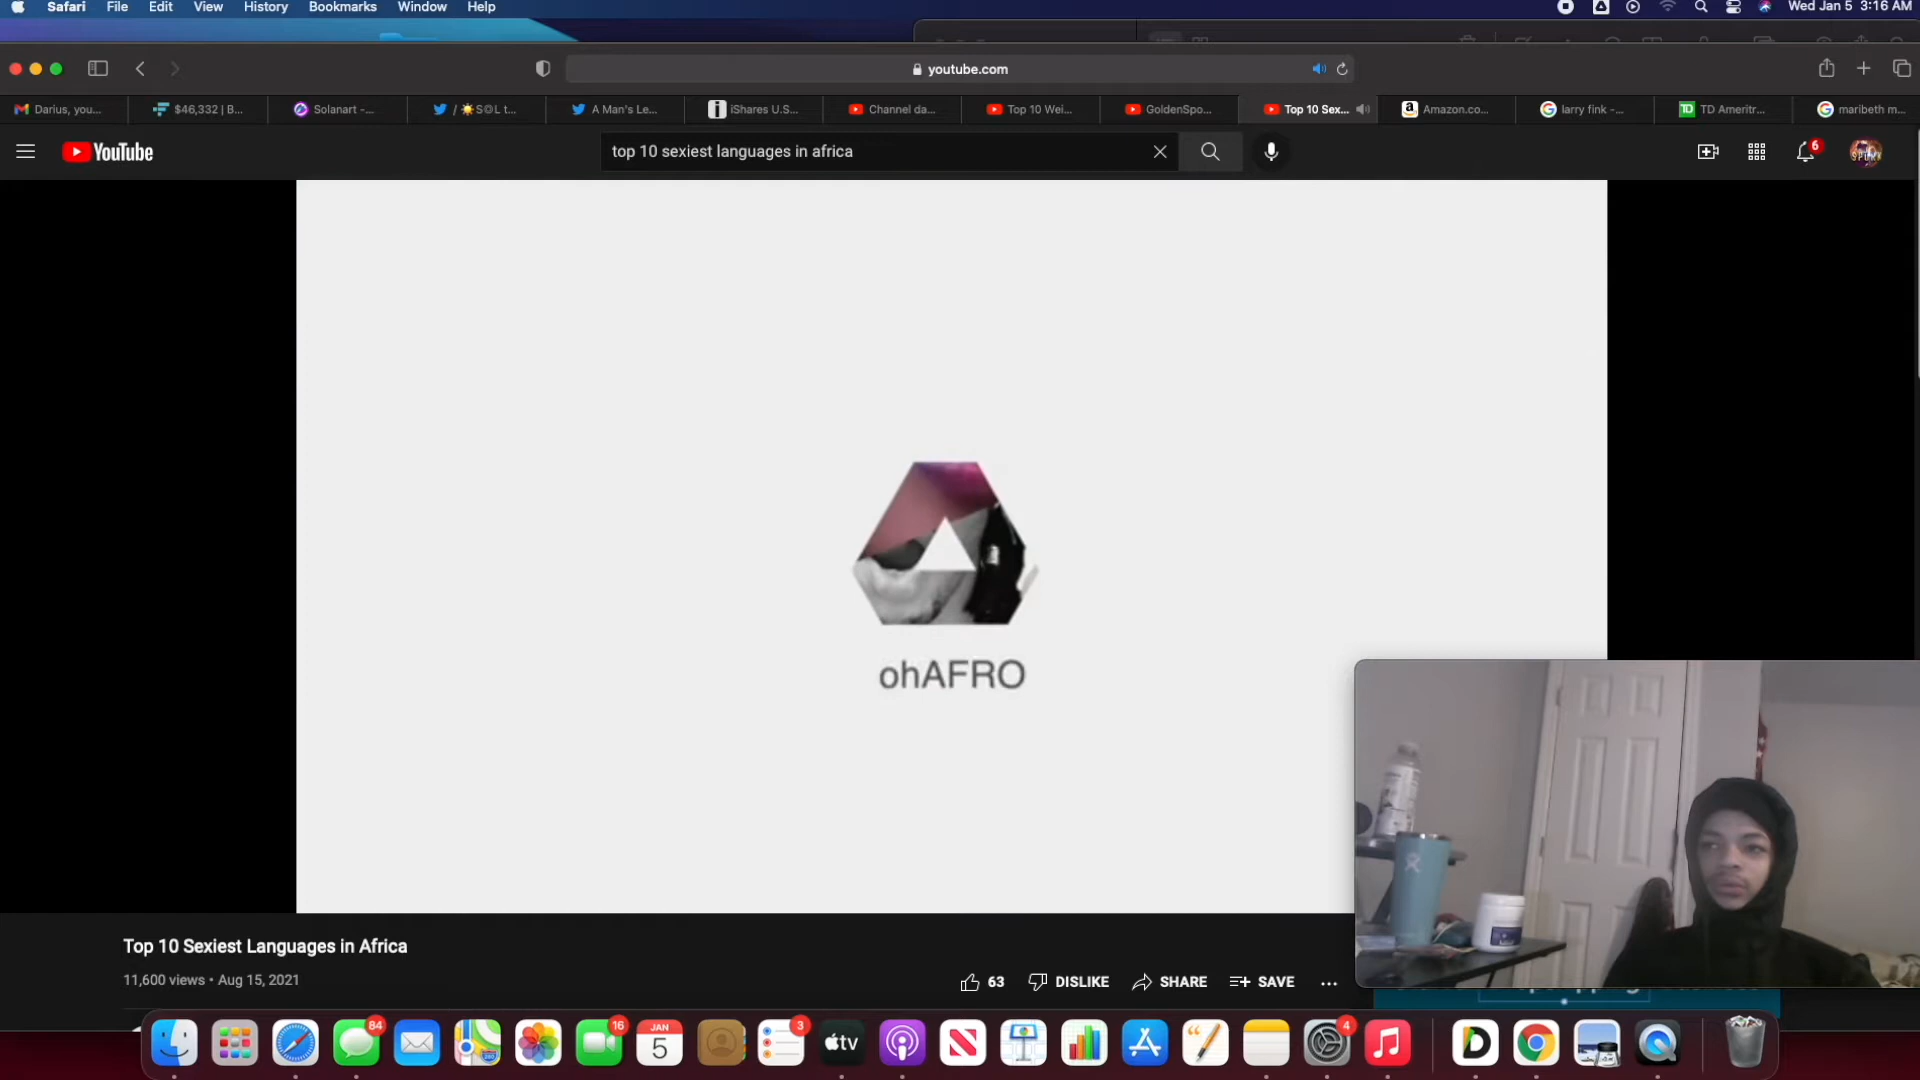 Safari File Edit View History Bookmarks Window Help Wed Jan 5 3:16 AM
youtube.com
Darius, you... $46,332 | B... Solanart -... / ☀️S◎L t... A Man's Le... iShares U.S... Channel da... Top 10 Wei... GoldenSpo... Top 10 Sex... Amazon.co... larry fink -... TD Ameritr... maribeth m...
YouTube top 10 sexiest languages in africa 6
ohAFRO
Top 10 Sexiest Languages in Africa
11,600 views • Aug 15, 2021
63 DISLIKE SHARE SAVE
84 16 JAN 5 3 tv 4